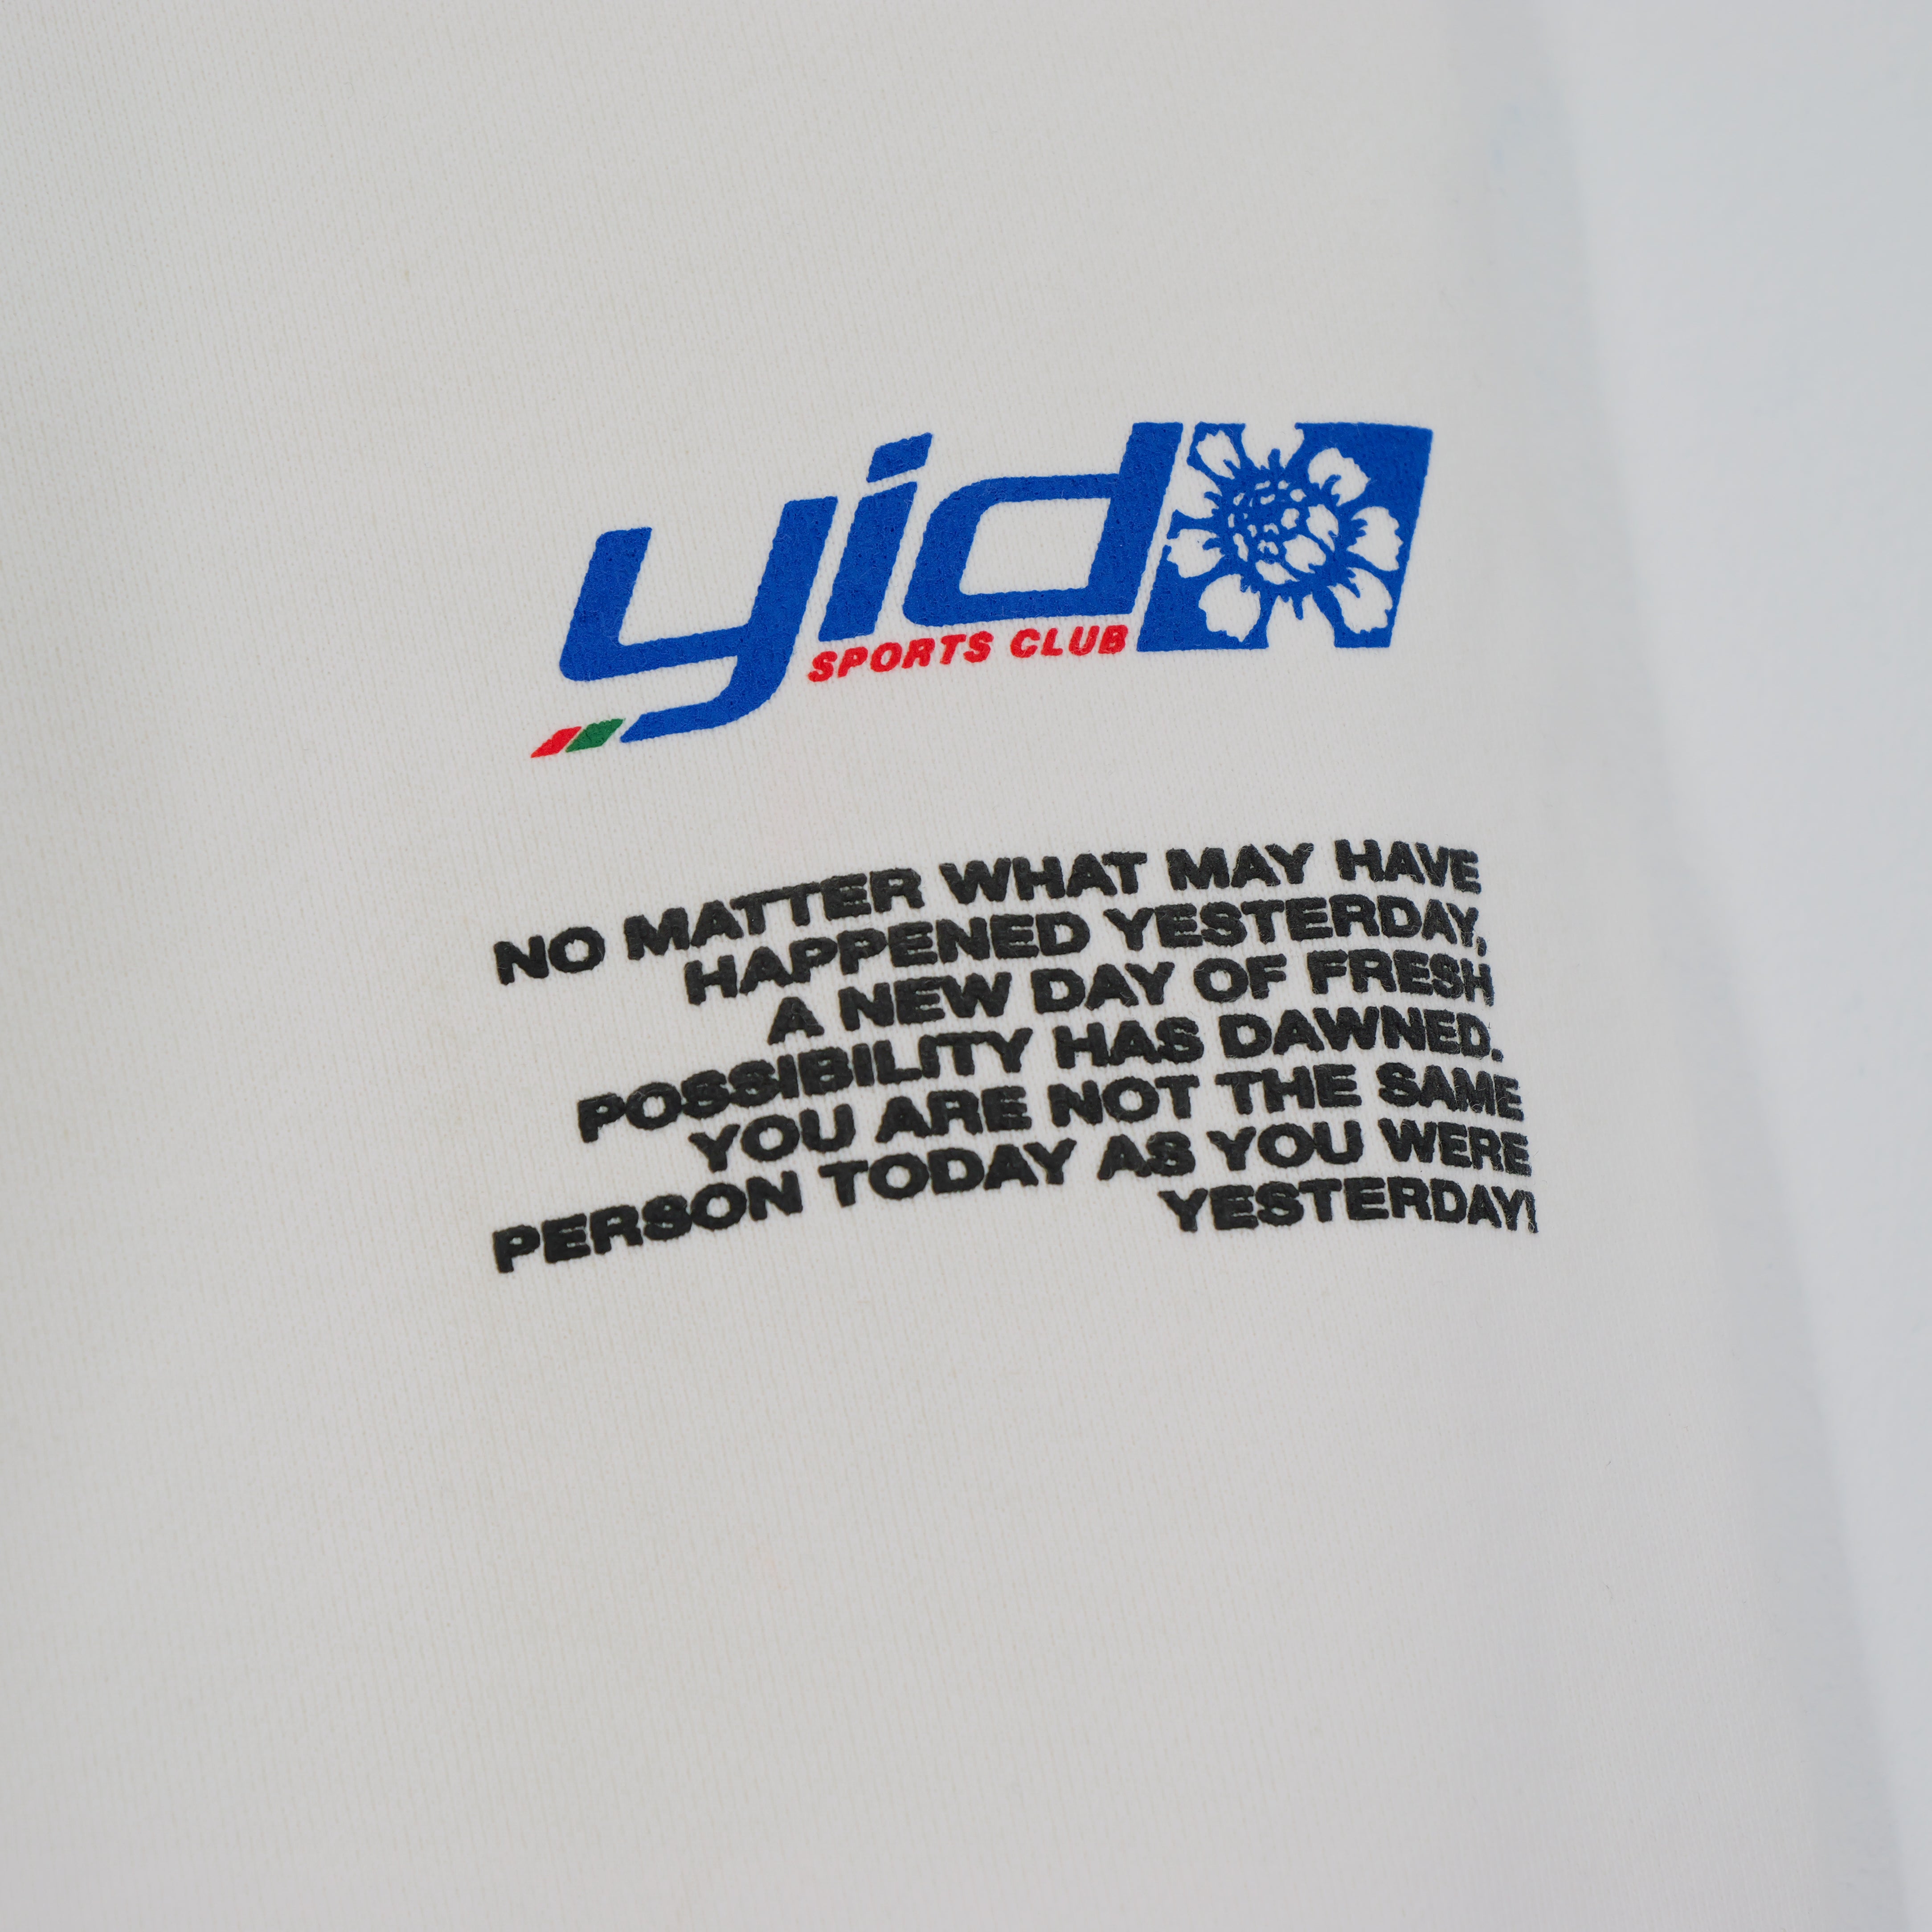 yid
SPORTS CLUB
NO MATTER WHAT MAY HAVE
HAPPENED YESTERDAY,
A NEW DAY OF FRESH
POSSIBILITY HAS DAWNED.
YOU ARE NOT THE SAME
PERSON TODAY AS YOU WERE
YESTERDAY!